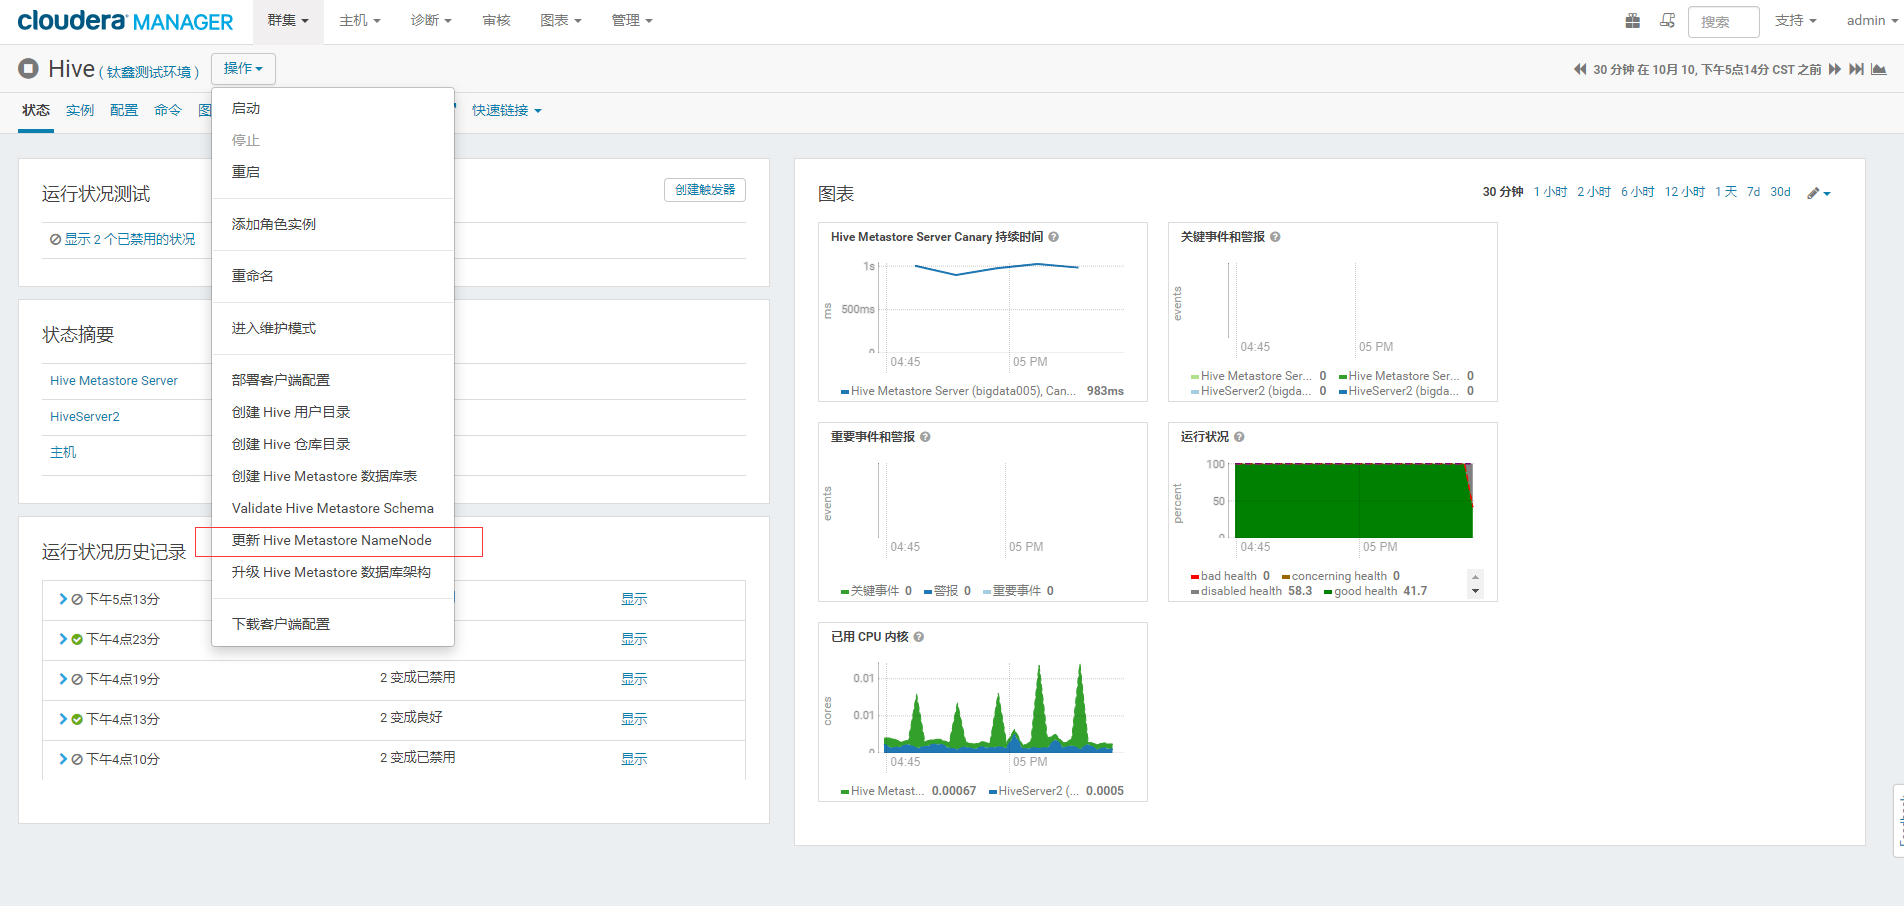 cloudera MANAGER 群集 主机 诊断 审核 图表 管理 搜索 支持 admin
Hive ( 钛鑫测试环境 ) 操作 30 分钟 在 10月 10, 下午5点14分 CST 之前
状态 实例 配置 命令 快速链接
启动
停止
重启
添加角色实例
重命名
进入维护模式
部署客户端配置
创建 Hive 用户目录
创建 Hive 仓库目录
创建 Hive Metastore 数据库表
Validate Hive Metastore Schema
更新 Hive Metastore NameNode
升级 Hive Metastore 数据库架构
下载客户端配置
运行状况测试 创建触发器
显示 2 个已禁用的状况
状态摘要
Hive Metastore Server
HiveServer2
主机
运行状况历史记录
下午5点13分 显示
下午4点23分 显示
下午4点19分 2 变成已禁用 显示
下午4点13分 2 变成良好 显示
下午4点10分 2 变成已禁用 显示
图表 30 分钟 1 小时 2 小时 6 小时 12 小时 1 天 7d 30d
Hive Metastore Server Canary 持续时间
ms
1s
500ms
0
04:45 05 PM
Hive Metastore Server (bigdata005), Can... 983ms
关键事件和警报
events
04:45 05 PM
Hive Metastore Ser... 0 Hive Metastore Ser... 0
HiveServer2 (bigda... 0 HiveServer2 (bigda... 0
重要事件和警报
events
04:45 05 PM
关键事件 0 警报 0 重要事件 0
运行状况
percent
100
50
0
04:45 05 PM
bad health 0 concerning health 0
disabled health 58.3 good health 41.7
已用 CPU 内核
cores
0.01
0.01
0
04:45 05 PM
Hive Metast... 0.00067 HiveServer2 (... 0.0005